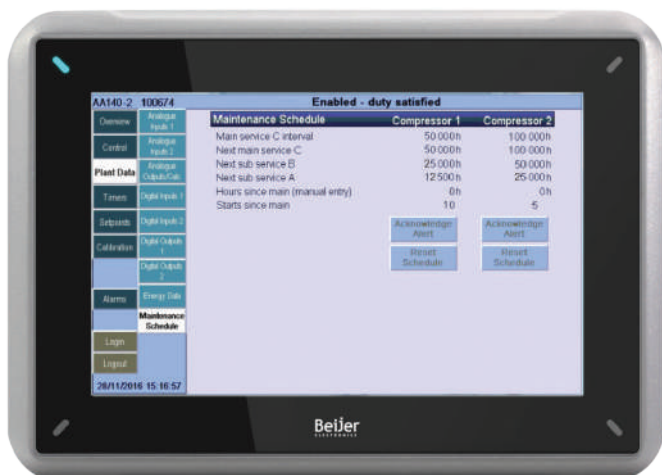 AA140-2 100674 Enabled - duty satisfied
Overview
Control
Plant Data
Timers
Setpoints
Calibration
Alarms
Login
Logout
Analogue
Inputs 1
Analogue
Inputs 2
Analogue
Outputs/Calc
Digital Inputs 1
Digital Inputs 2
Digital Outputs
1
Digital Outputs
2
Energy Data
Maintenance
Schedule
Maintenance Schedule Compressor 1 Compressor 2
Main service C interval 50 000h 100 000h
Next main service C 50 000h 100 000h
Next sub service B 25 000h 50 000h
Next sub service A 12 500h 25 000h
Hours since main (manual entry) 0h 0h
Starts since main 10 5
Acknowledge
Alert
Acknowledge
Alert
Reset
Schedule
Reset
Schedule
28/11/2016 15:16:57
Beijer
ELECTRONICS